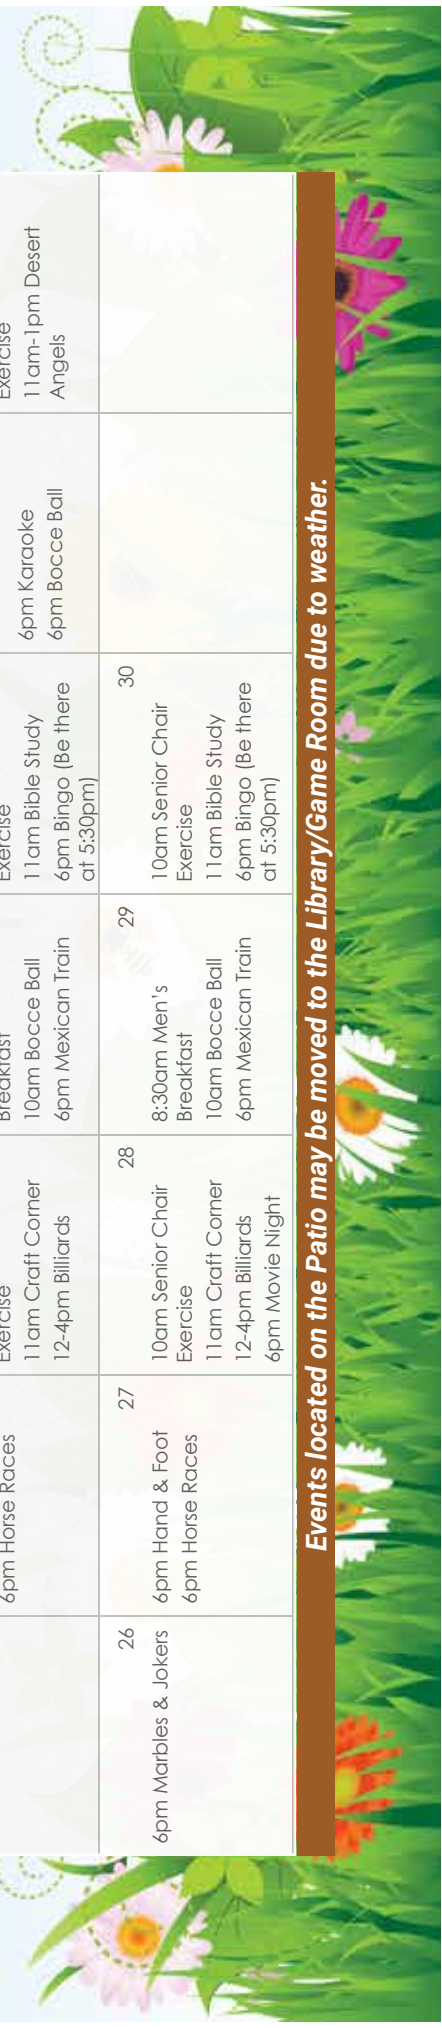 6pm Horse Races
Exercise
11am Craft Corner
12-4pm Billiards
Breakfast
10am Bocce Ball
6pm Mexican Train
Exercise
11am Bible Study
6pm Bingo (Be there
at 5:30pm)
6pm Karaoke
6pm Bocce Ball
Exercise
11am-1pm Desert
Angels
26
6pm Marbles & Jokers
27
6pm Hand & Foot
6pm Horse Races
28
10am Senior Chair
Exercise
11am Craft Corner
12-4pm Billiards
6pm Movie Night
29
8:30am Men's
Breakfast
10am Bocce Ball
6pm Mexican Train
30
10am Senior Chair
Exercise
11am Bible Study
6pm Bingo (Be there
at 5:30pm)
Events located on the Patio may be moved to the Library/Game Room due to weather.